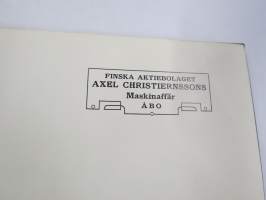 FINSKA AKTIEBOLAGET
AXEL CHRISTIERNSSONS
Maskinaffär
ÅBO